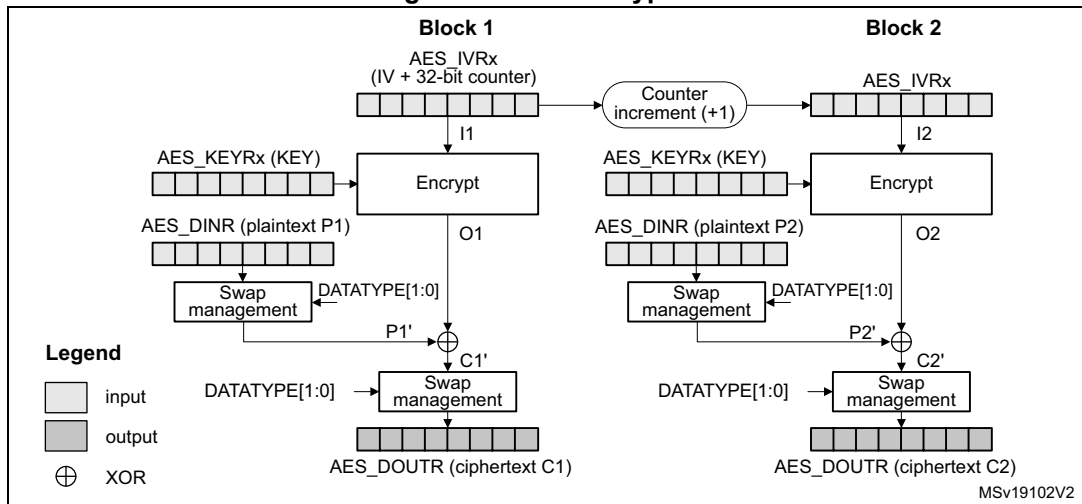 Block 1
Block 2
AES_IVRx
(IV + 32-bit counter)
Counter
increment (+1)
AES_IVRx
I1
I2
AES_KEYRx (KEY)
Encrypt
AES_KEYRx (KEY)
Encrypt
AES_DINR (plaintext P1)
O1
AES_DINR (plaintext P2)
O2
Swap
management
DATATYPE[1:0]
Swap
management
DATATYPE[1:0]
P1'
P2'
Legend
C1'
C2'
input
DATATYPE[1:0]
Swap
management
DATATYPE[1:0]
Swap
management
output
XOR
AES_DOUTR (ciphertext C1)
AES_DOUTR (ciphertext C2)
MSv19102V2